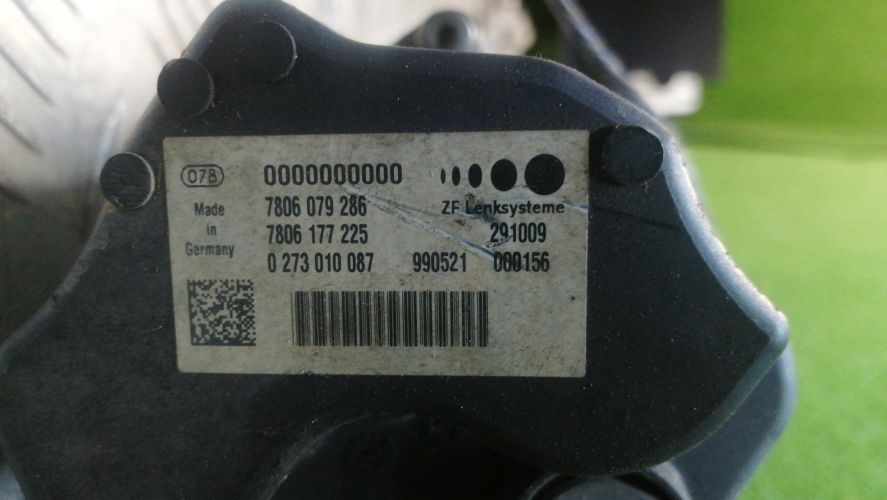 078 0000000000
Made in Germany
7806 079 286 ZF Lenksysteme
7806 177 225 291009
0 273 010 087 990521 000156